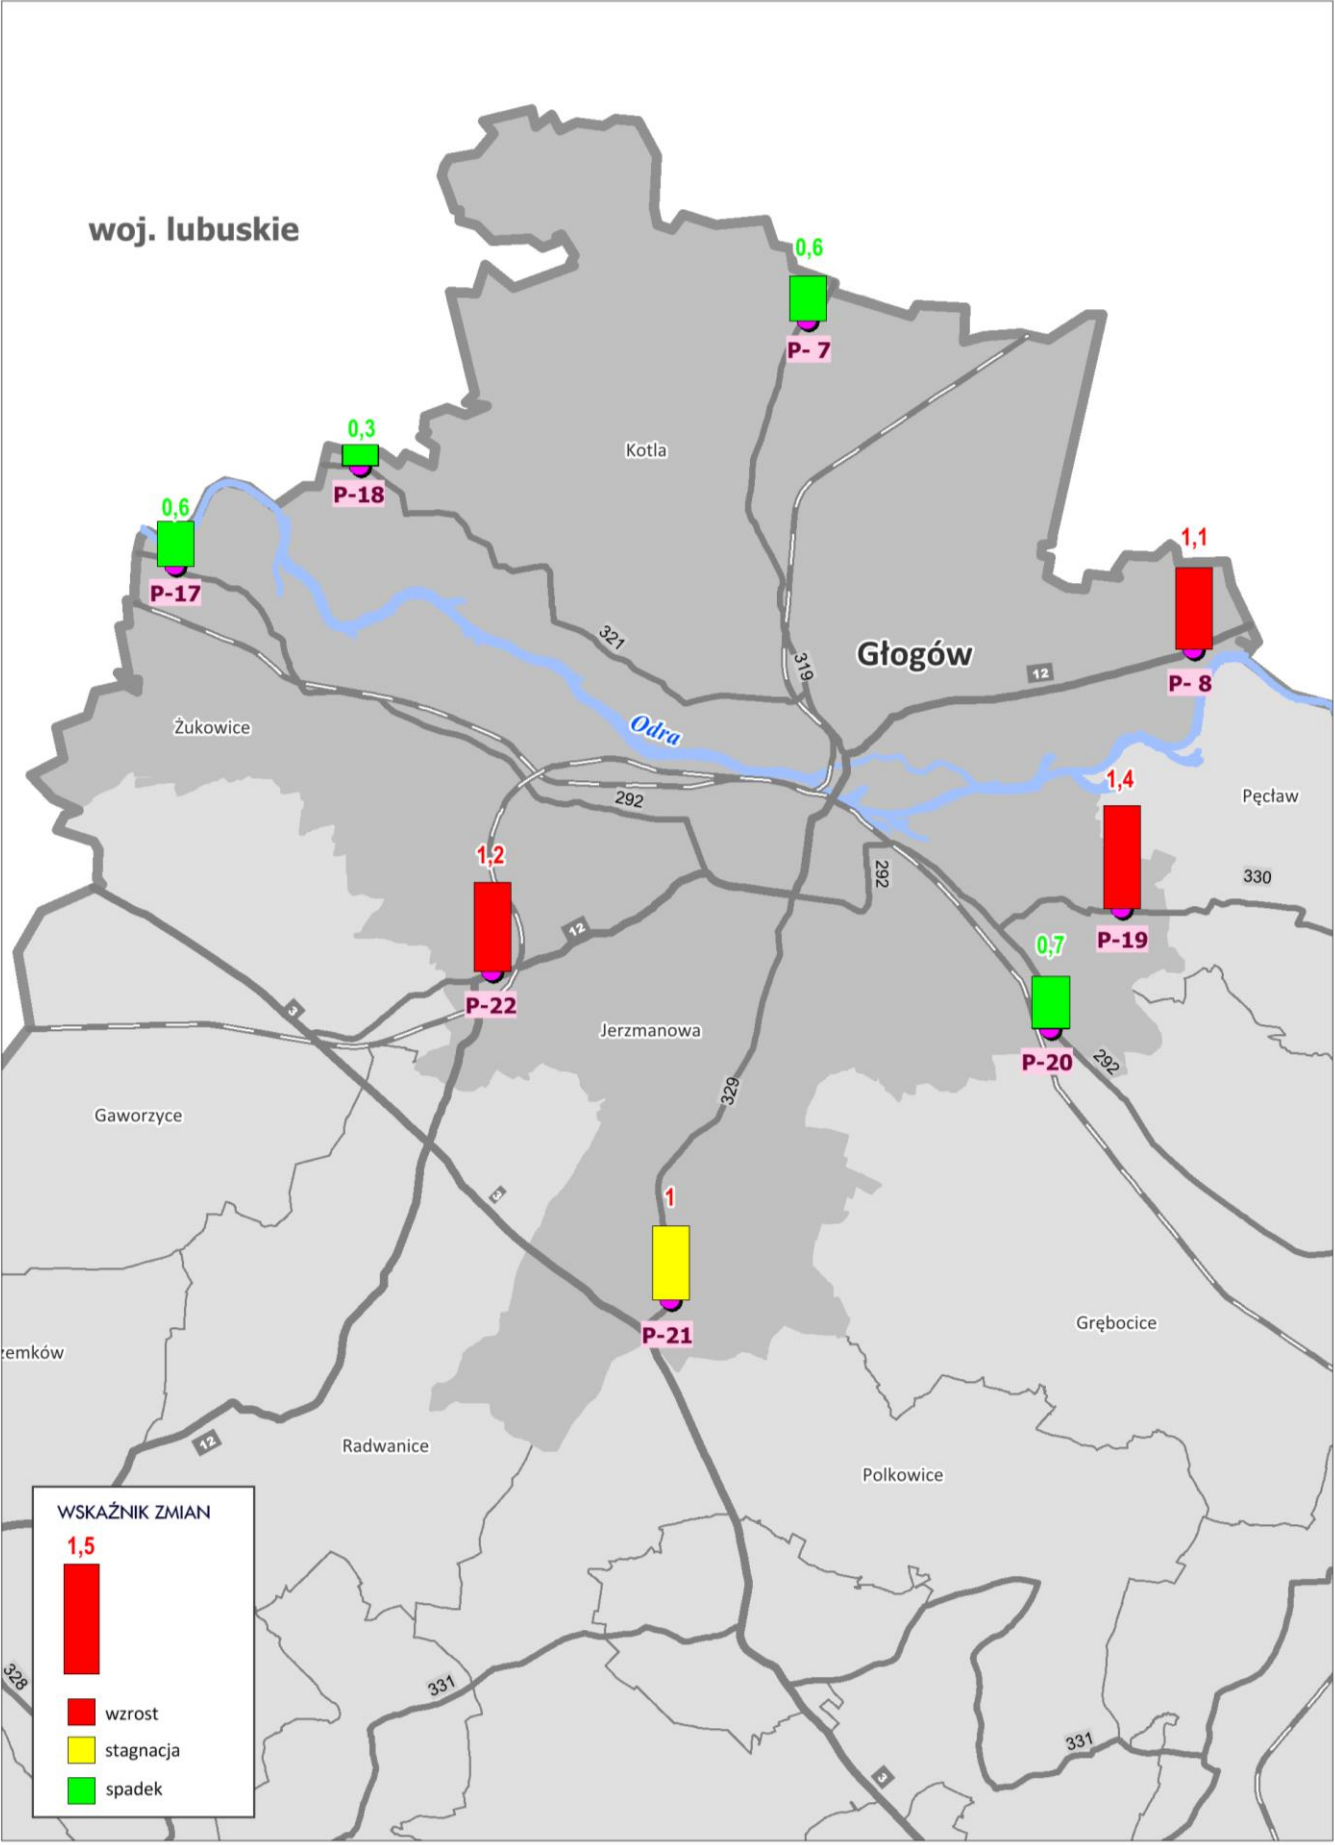 woj. lubuskie
0,6
P- 7
0,3
P-18
Kotla
0,6
P-17
1,1
P- 8
321
319
Głogów
12
Żukowice
Odra
292
1,4
Pęcław
330
P-19
1,2
292
12
P-22
0,7
P-20
292
3
Jerzmanowa
329
Gaworzyce
3
1
P-21
Grębocice
zemków
12
Radwanice
Polkowice
WSKAŹNIK ZMIAN
1,5
wzrost
stagnacja
spadek
328
331
331
3